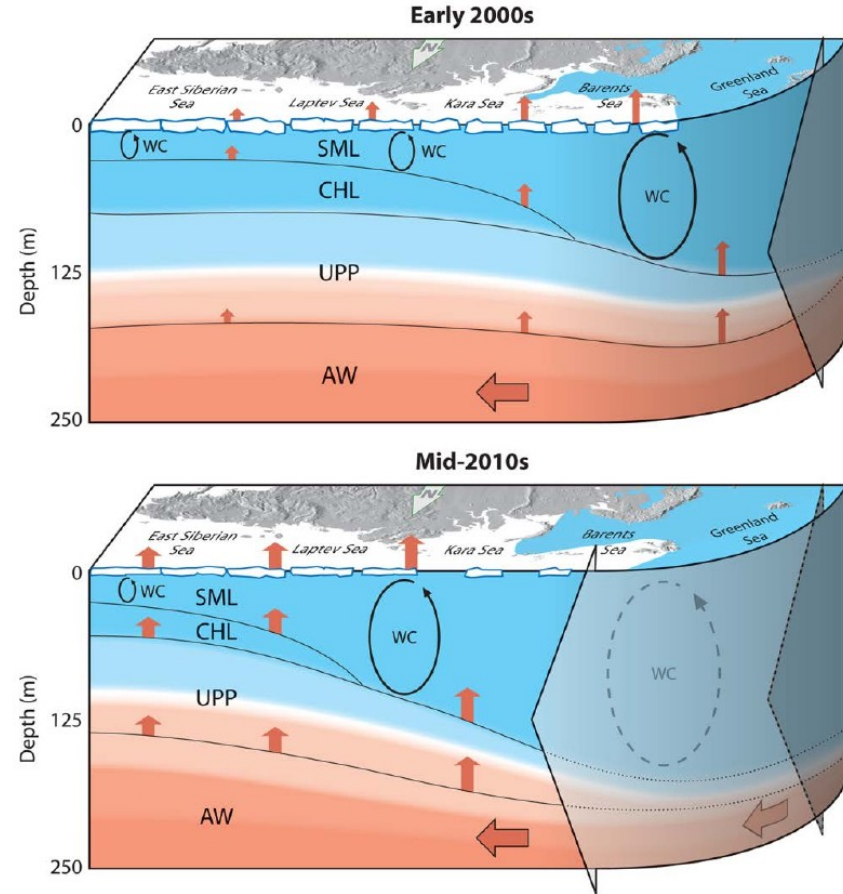 Early 2000s
N
East Siberian
Sea
Laptev Sea
Kara Sea
Barents
Sea
Greenland
Sea
0
WC
SML
WC
CHL
WC
UPP
125
Depth (m)
AW
250
Mid-2010s
N
East Siberian
Sea
Laptev Sea
Kara Sea
Barents
Sea
Greenland
Sea
0
WC
SML
CHL
WC
WC
UPP
125
Depth (m)
AW
250